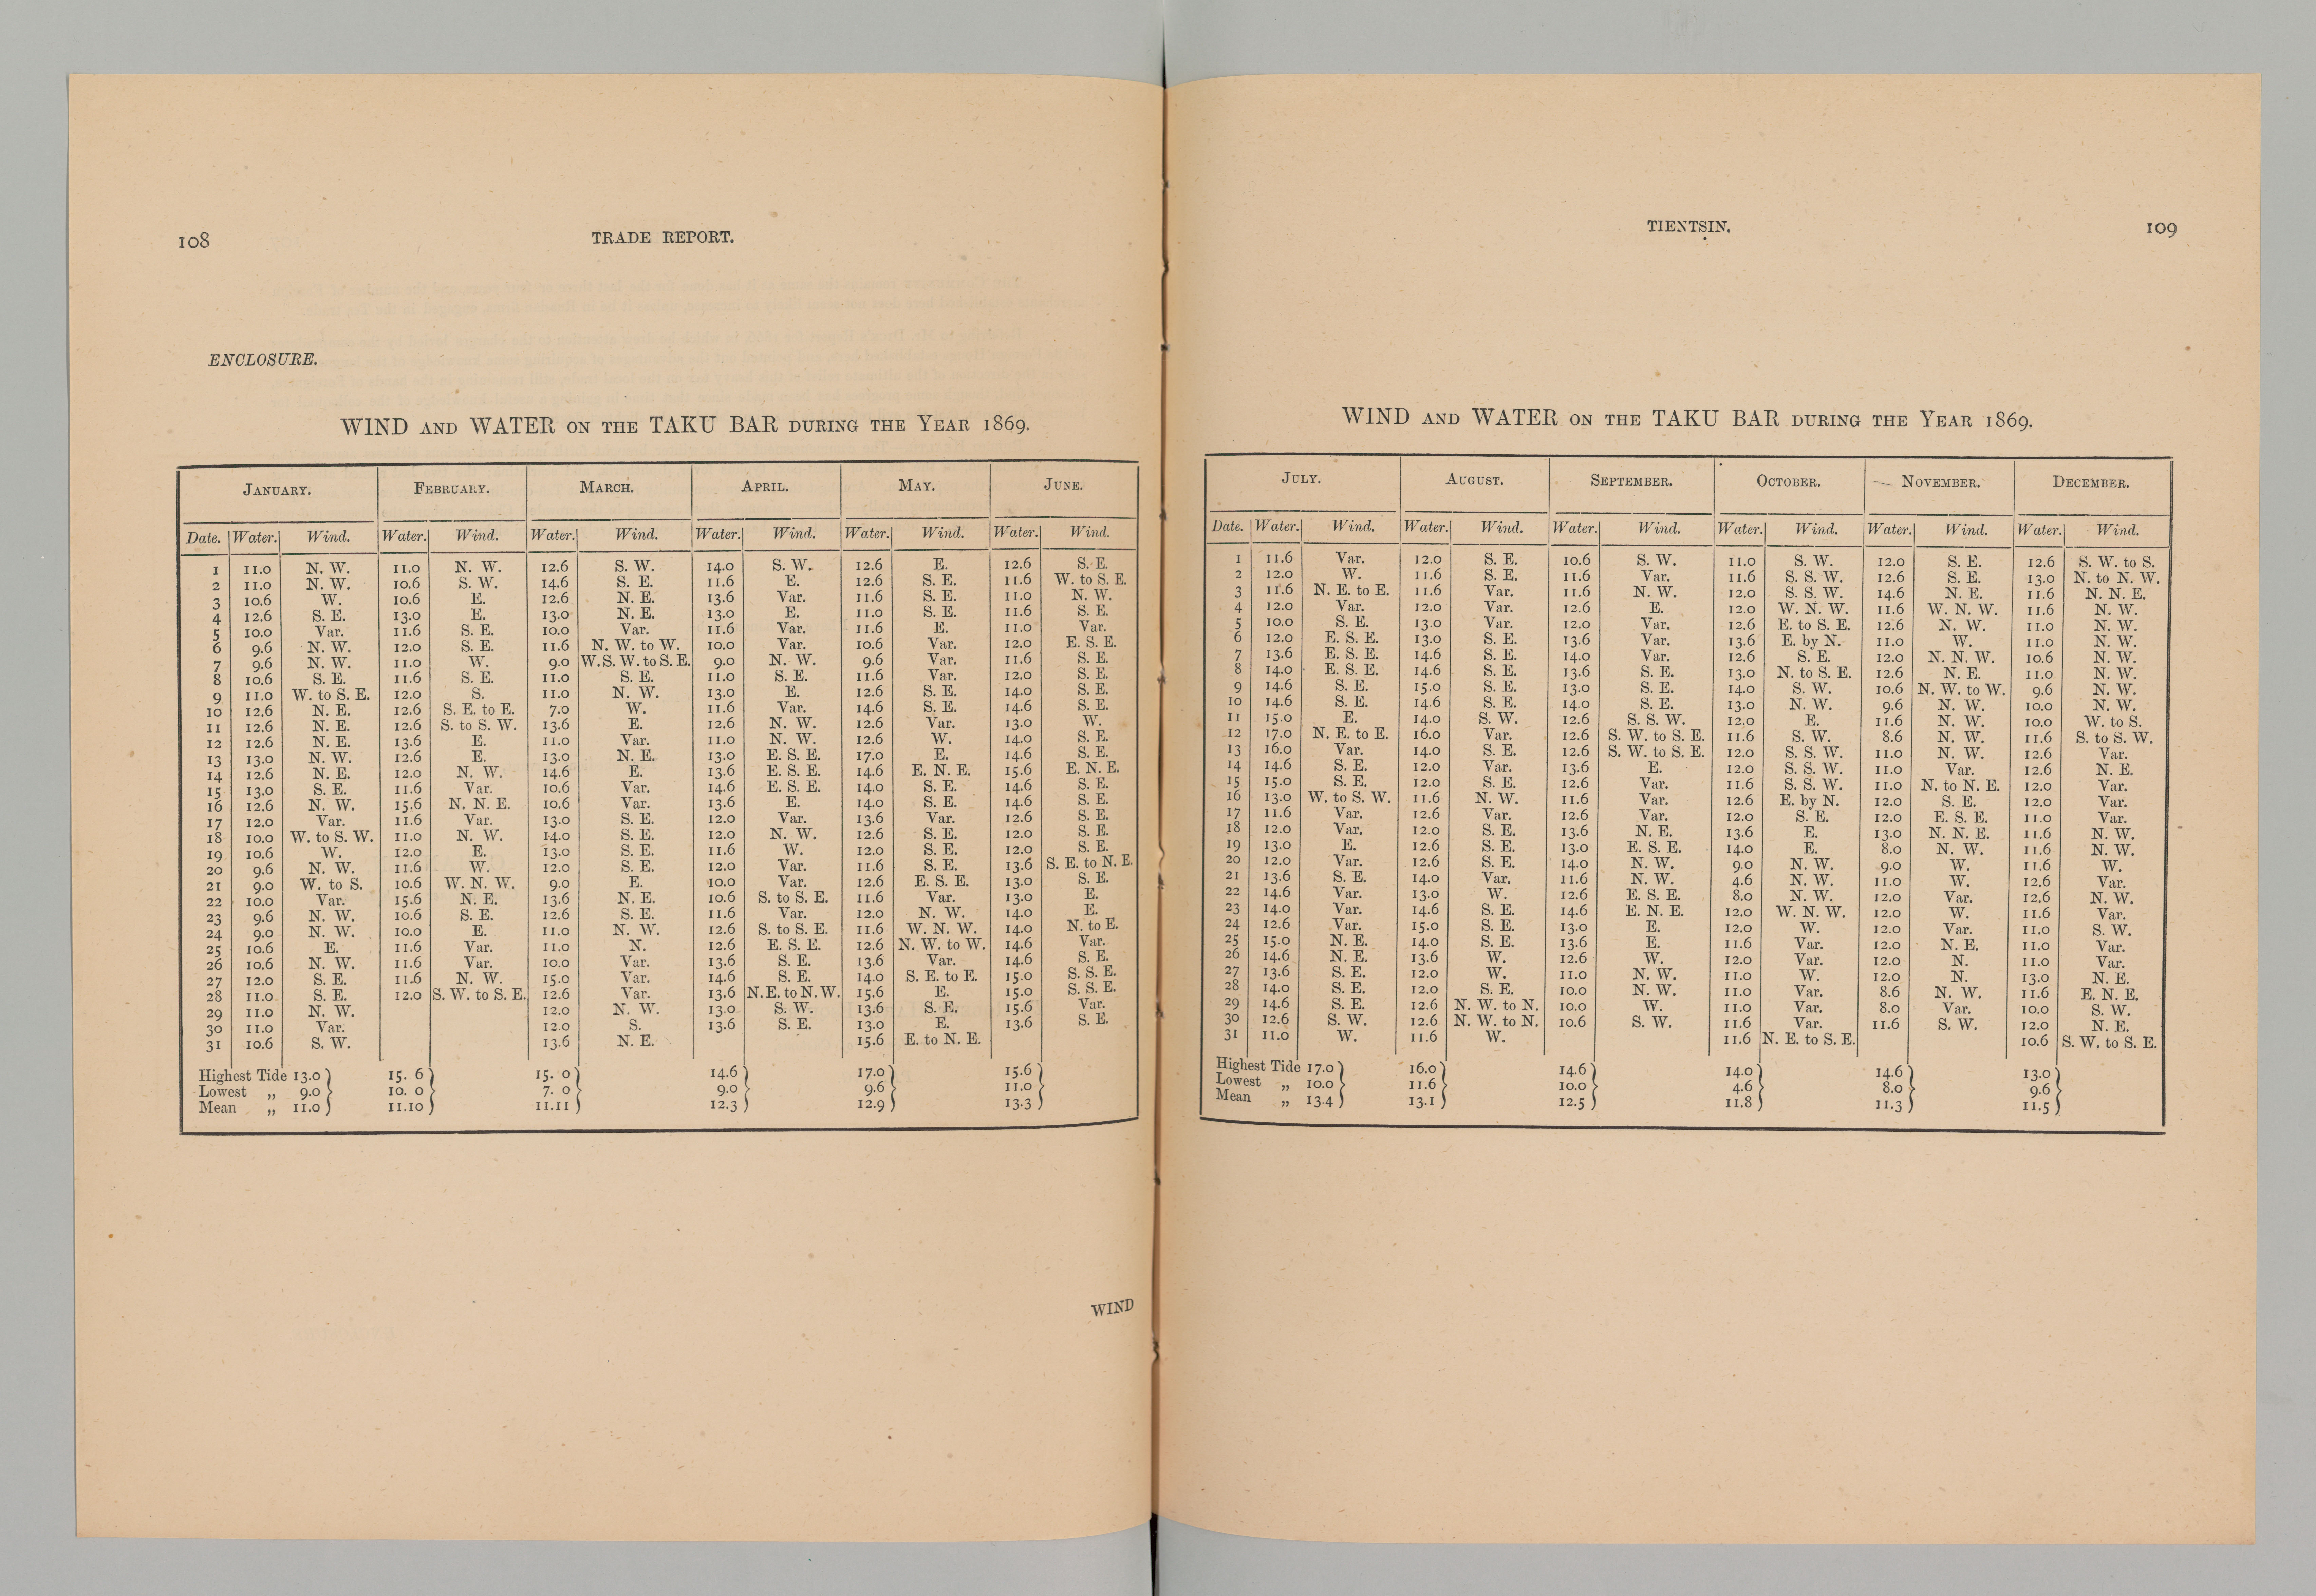 108
TRADE REPORT.
ENCLOSURE.
WIND AND WATER ON THE TAKU BAR DURING THE YEAR 1869.
JANUARY. FEBRUARY. MARCH. APRIL. MAY. JUNE.
Date. Water. Wind. Water. Wind. Water. Wind. Water. Wind. Water. Wind. Water. Wind.
1 11.0 N. W. 11.0 N. W. 12.6 S. W. 14.0 S. W. 12.6 E. 12.6 S. E.
2 11.0 N. W. 10.6 S. W. 14.6 S. E. 11.6 E. 12.6 S. E. 11.6 W. to S. E.
3 10.6 W. 10.6 E. 12.6 N. E. 13.6 Var. 11.6 S. E. 11.0 N. W.
4 12.6 S. E. 13.0 E. 13.0 N. E. 13.0 E. 11.0 S. E. 11.6 S. E.
5 10.0 Var. 11.6 S. E. 10.0 Var. 11.6 Var. 11.6 E. 11.0 Var.
6 9.6 N. W. 12.0 S. E. 11.6 N. W. to W. 10.0 Var. 10.6 Var. 12.0 E. S. E.
7 9.6 N. W. 11.0 W. 9.0 W. S. W. to S. E. 9.0 N. W. 9.6 Var. 11.6 S. E.
8 10.6 S. E. 11.6 S. E. 11.0 S. E. 11.0 S. E. 11.6 Var. 12.0 S. E.
9 11.0 W. to S. E. 12.0 S. 11.0 N. W. 13.0 E. 12.6 S. E. 14.0 S. E.
10 12.6 N. E. 12.6 S. E. to E. 7.0 W. 11.6 Var. 14.6 S. E. 14.6 S. E.
11 12.6 N. E. 12.6 S. to S. W. 13.6 E. 12.6 N. W. 12.6 Var. 13.0 W.
12 12.6 N. E. 13.6 E. 11.0 Var. 11.0 N. W. 12.6 W. 14.0 S. E.
13 13.0 N. W. 12.6 E. 13.0 N. E. 13.0 E. S. E. 17.0 E. 14.6 S. E.
14 12.6 N. E. 12.0 N. W. 14.6 E. 13.6 E. S. E. 14.6 E. N. E. 15.6 E. N. E.
15 13.0 S. E. 11.6 Var. 10.6 Var. 14.6 E. S. E. 14.0 S. E. 14.6 S. E.
16 12.6 N. W. 15.6 N. N. E. 10.6 Var. 13.6 E. 14.0 S. E. 14.6 S. E.
17 12.0 Var. 11.6 Var. 13.0 S. E. 12.0 Var. 13.6 Var. 12.6 S. E.
18 10.0 W. to S. W. 11.0 N. W. 14.0 S. E. 12.0 N. W. 12.6 S. E. 12.0 S. E.
19 10.6 W. 12.0 E. 13.0 S. E. 11.6 W. 12.0 S. E. 12.0 S. E.
20 9.6 N. W. 11.6 W. 12.0 S. E. 12.0 Var. 11.6 S. E. 13.6 S. E. to N. E.
21 9.0 W. to S. 10.6 W. N. W. 9.0 E. 10.0 Var. 12.6 E. S. E. 13.0 S. E.
22 10.0 Var. 15.6 N. E. 13.6 N. E. 10.6 S. to S. E. 11.6 Var. 13.0 E.
23 9.6 N. W. 10.6 S. E. 12.6 S. E. 11.6 Var. 12.0 N. W. 14.0 E.
24 9.0 N. W. 10.0 E. 11.0 N. W. 12.6 S. to S. E. 11.6 W. N. W. 14.0 N. to E.
25 10.6 E. 11.6 Var. 11.0 N. 12.6 E. S. E. 12.6 N. W. to W. 14.6 Var.
26 10.6 N. W. 11.6 Var. 10.0 Var. 13.6 S. E. 13.6 Var. 14.6 S. E.
27 12.0 S. E. 11.6 N. W. 15.0 Var. 14.6 S. E. 14.0 S. E. to E. 15.0 S. S. E.
28 11.0 S. E. 12.0 S. W. to S. E. 12.6 Var. 13.6 N. E. to N. W. 15.6 E. 15.0 S. S. E.
29 11.0 N. W. 12.0 N. W. 13.0 S. W. 13.6 S. E. 15.6 Var.
30 11.0 Var. 12.0 S. 13.6 S. E. 13.0 E. 13.6 S. E.
31 10.6 S. W. 13.6 N. E. 15.6 E. to N. E.
Highest Tide 13.0 15. 6 15. 0 14.6 17.0 15.6
Lowest „ 9.0 10. 0 7. 0 9.0 9.6 11.0
Mean „ 11.0 11.10 11.11 12.3 12.9 13.3
WIND
TIENTSIN.
109
WIND AND WATER ON THE TAKU BAR DURING THE YEAR 1869.
JULY. AUGUST. SEPTEMBER. OCTOBER. NOVEMBER. DECEMBER.
Date. Water. Wind. Water. Wind. Water. Wind. Water. Wind. Water. Wind. Water. Wind.
1 11.6 Var. 12.0 S. E. 10.6 S. W. 11.0 S. W. 12.0 S. E. 12.6 S. W. to S.
2 12.0 W. 11.6 S. E. 11.6 Var. 11.6 S. S. W. 12.6 S. E. 13.0 N. to N. W.
3 11.6 N. E. to E. 11.6 Var. 11.6 N. W. 12.0 S. S. W. 14.6 N. E. 11.6 N. N. E.
4 12.0 Var. 12.0 Var. 12.6 E. 12.0 W. N. W. 11.6 W. N. W. 11.6 N. W.
5 10.0 S. E. 13.0 Var. 12.0 Var. 12.6 E. to S. E. 12.6 N. W. 11.0 N. W.
6 12.0 E. S. E. 13.0 S. E. 13.6 Var. 13.6 E. by N. 11.0 W. 11.0 N. W.
7 13.6 E. S. E. 14.6 S. E. 14.0 Var. 12.6 S. E. 12.0 N. N. W. 10.6 N. W.
8 14.0 E. S. E. 14.6 S. E. 13.6 S. E. 13.0 N. to S. E. 12.6 N. E. 11.0 N. W.
9 14.6 S. E. 15.0 S. E. 13.0 S. E. 14.0 S. W. 10.6 N. W. to W. 9.6 N. W.
10 14.6 S. E. 14.6 S. E. 14.0 S. E. 13.0 N. W. 9.6 N. W. 10.0 N. W.
11 15.0 E. 14.0 S. W. 12.6 S. S. W. 12.0 E. 11.6 N. W. 10.0 W. to S.
12 17.0 N. E. to E. 16.0 Var. 12.6 S. W. to S. E. 11.6 S. W. 8.6 N. W. 11.6 S. to S. W.
13 16.0 Var. 14.0 S. E. 12.6 S. W. to S. E. 12.0 S. S. W. 11.0 N. W. 12.6 Var.
14 14.6 S. E. 12.0 Var. 13.6 E. 12.0 S. S. W. 11.0 Var. 12.6 N. E.
15 15.0 S. E. 12.0 S. E. 12.6 Var. 11.6 S. S. W. 11.0 N. to N. E. 12.0 Var.
16 13.0 W. to S. W. 11.6 N. W. 11.6 Var. 12.6 E. by N. 12.0 S. E. 12.0 Var.
17 11.6 Var. 12.6 Var. 12.6 Var. 12.0 S. E. 12.0 E. S. E. 11.0 Var.
18 12.0 Var. 12.0 S. E. 13.6 N. E. 13.6 E. 13.0 N. N. E. 11.6 N. W.
19 13.0 E. 12.6 S. E. 13.0 E. S. E. 14.0 E. 8.0 N. W. 11.6 N. W.
20 12.0 Var. 12.6 S. E. 14.0 N. W. 9.0 N. W. 9.0 W. 11.6 W.
21 13.6 S. E. 14.0 Var. 11.6 N. W. 4.6 N. W. 11.0 W. 12.6 Var.
22 14.6 Var. 13.0 W. 12.6 E. S. E. 8.0 N. W. 12.0 Var. 12.6 N. W.
23 14.0 Var. 14.6 S. E. 14.6 E. N. E. 12.0 W. N. W. 12.0 W. 11.6 Var.
24 12.6 Var. 15.0 S. E. 13.0 E. 12.0 W. 12.0 Var. 11.0 S. W.
25 15.0 N. E. 14.0 S. E. 13.6 E. 11.6 Var. 12.0 N. E. 11.0 Var.
26 14.6 N. E. 13.6 W. 12.6 W. 12.0 Var. 12.0 N. 11.0 Var.
27 13.6 S. E. 12.0 W. 11.0 N. W. 11.0 W. 12.0 N. 13.0 N. E.
28 14.0 S. E. 12.0 S. E. 10.0 N. W. 11.0 Var. 8.6 N. W. 11.6 E. N. E.
29 14.6 S. E. 12.6 N. W. to N. 10.0 W. 11.0 Var. 8.0 Var. 10.0 S. W.
30 12.6 S. W. 12.6 N. W. to N. 10.6 S. W. 11.6 Var. 11.6 S. W. 12.0 N. E.
31 11.0 W. 11.6 W. 11.6 N. E. to S. E. 10.6 S. W. to S. E.
Highest Tide 17.0 16.0 14.6 14.0 14.6 13.0
Lowest „ 10.0 11.6 10.0 4.6 8.0 9.6
Mean „ 13.4 13.1 12.5 11.8 11.3 11.5